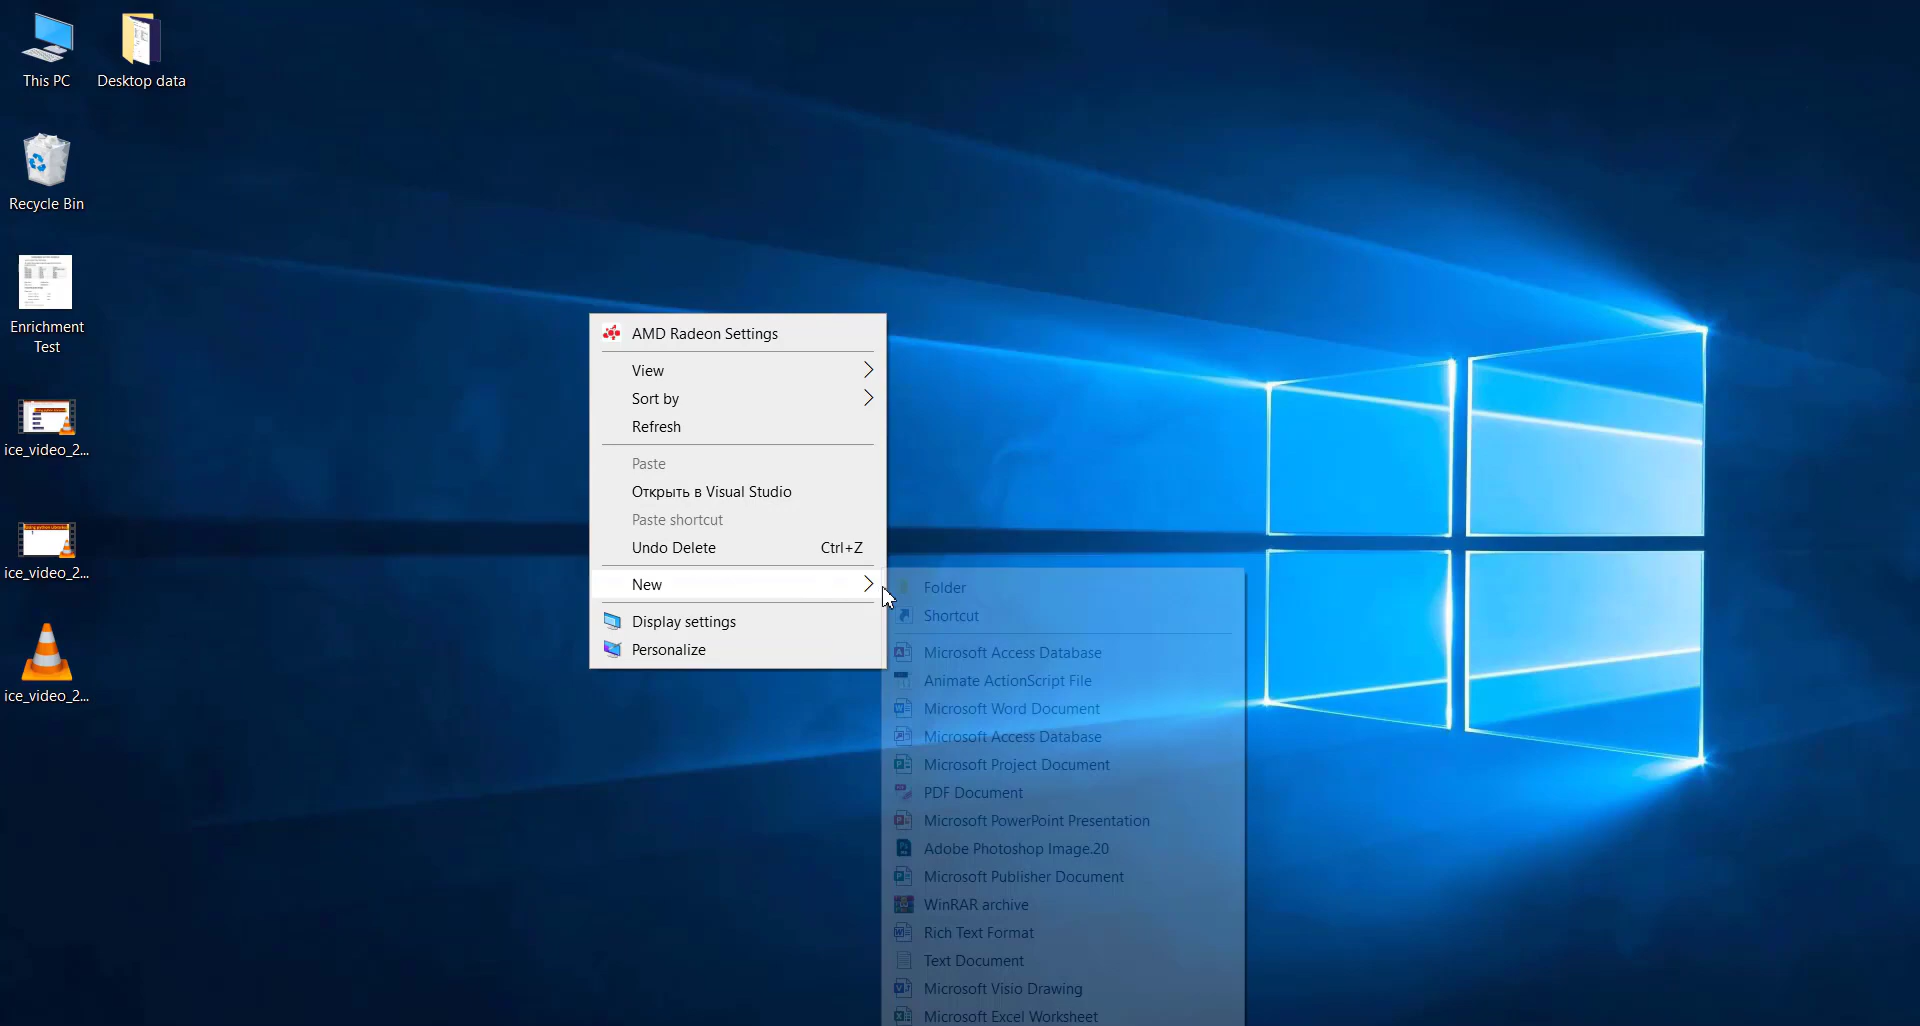 This PC
Desktop data
Recycle Bin
Enrichment
Test
ice_video_2...
ice_video_2...
ice_video_2...
AMD Radeon Settings
View
Sort by
Refresh
Paste
Открыть в Visual Studio
Paste shortcut
Undo Delete Ctrl+Z
New
Display settings
Personalize
Folder
Shortcut
Microsoft Access Database
Animate ActionScript File
Microsoft Word Document
Microsoft Access Database
Microsoft Project Document
PDF Document
Microsoft PowerPoint Presentation
Adobe Photoshop Image.20
Microsoft Publisher Document
WinRAR archive
Rich Text Format
Text Document
Microsoft Visio Drawing
Microsoft Excel Worksheet